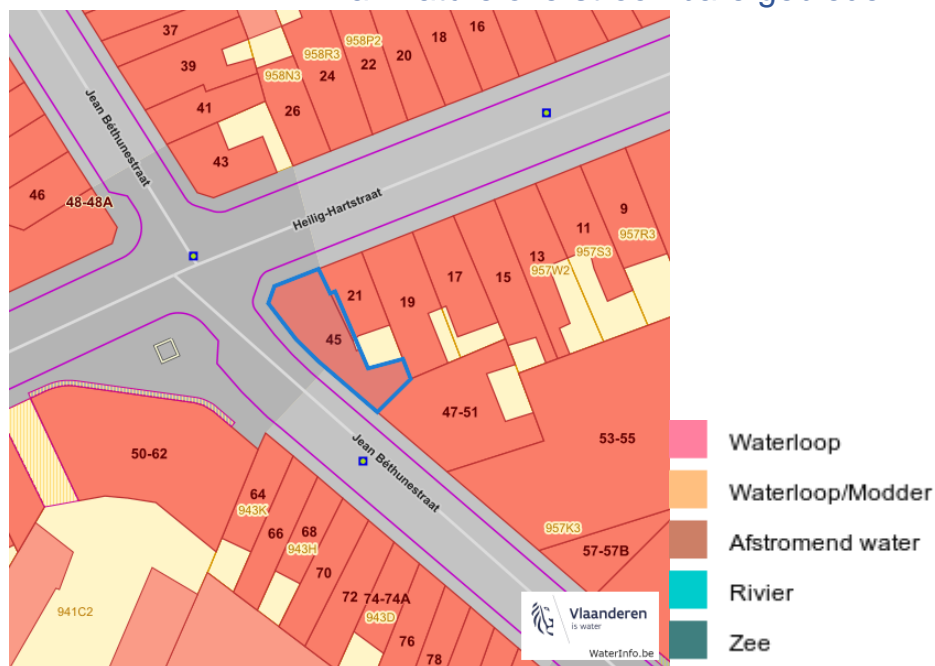 37
39
41
43
958N3
26
958R3
24
958P2
22
20
18
16
Jean Béthunestraat
46
48-48A
Heilig-Hartstraat
9
957R3
11
957S3
13
957W2
15
17
19
21
45
47-51
53-55
957K3
57-57B
50-62
Jean Béthunestraat
64
943K
66
68
943H
70
72
74-74A
943D
76
78
941C2
Vlaanderen
is water
WaterInfo.be
Waterloop
Waterloop/Modder
Afstromend water
Rivier
Zee